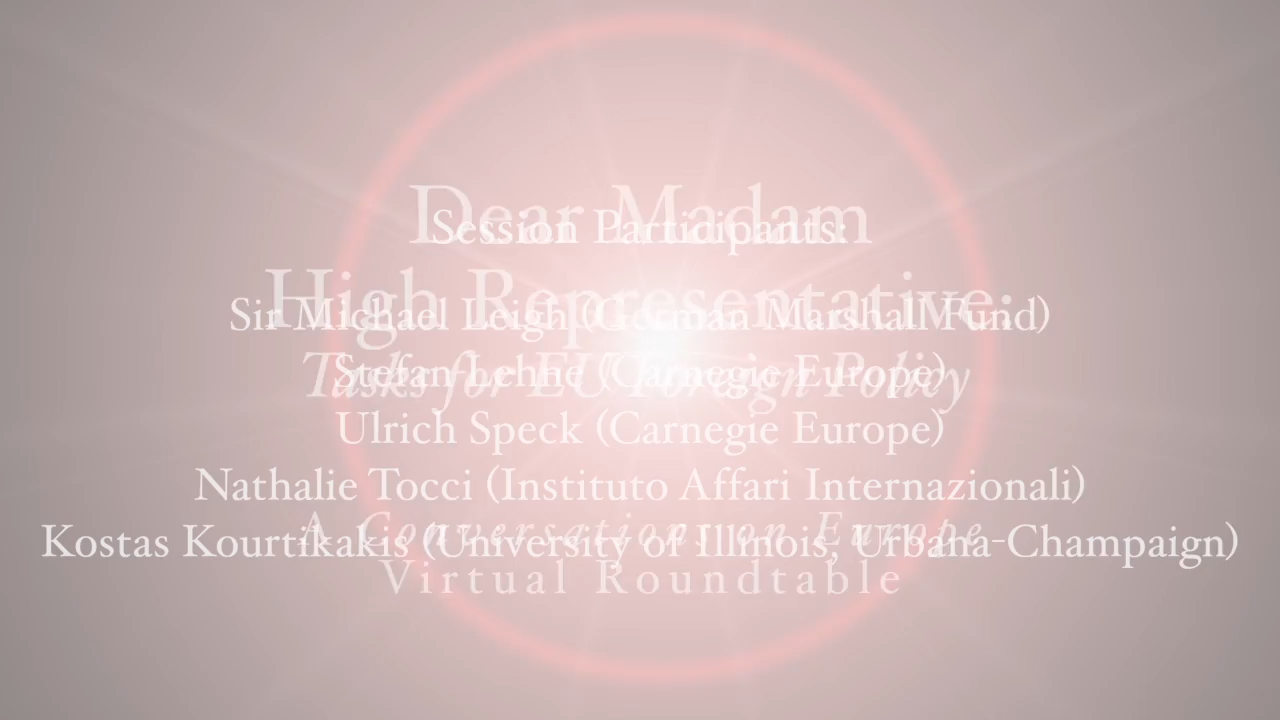 Dear Madam
High Representative:
Tasks for EU Foreign Policy
A Conversations on Europe
Virtual Roundtable
Session Participants:
Sir Michael Leigh (German Marshall Fund)
Stefan Lehne (Carnegie Europe)
Ulrich Speck (Carnegie Europe)
Nathalie Tocci (Instituto Affari Internazionali)
Kostas Kourtikakis (University of Illinois, Urbana-Champaign)